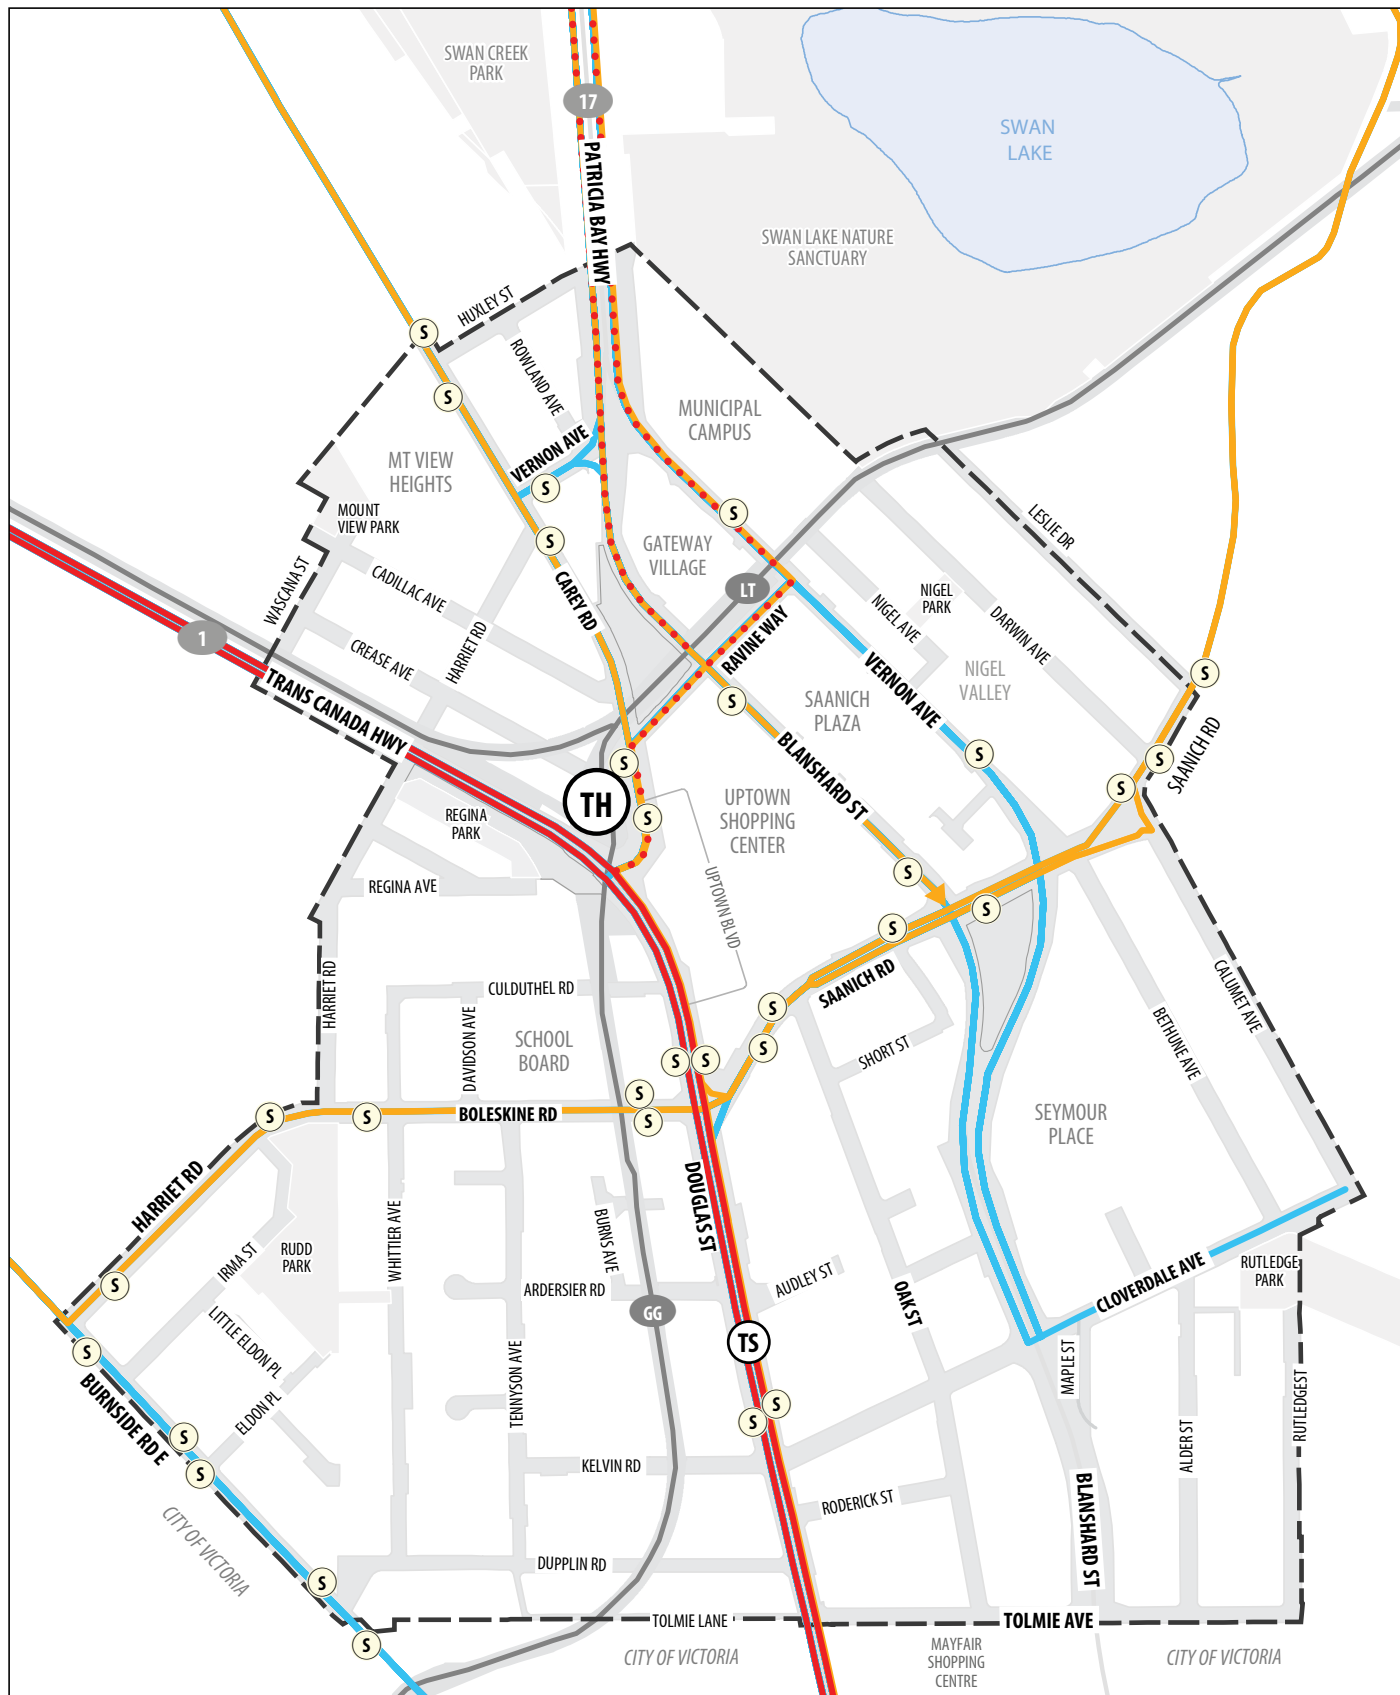 SWAN CREEK
PARK
17
SWAN
LAKE
PATRICIA BAY HWY
SWAN LAKE NATURE
SANCTUARY
HUXLEY ST
S
S
ROWLAND AVE
MUNICIPAL
CAMPUS
VERNON AVE
MT VIEW
HEIGHTS
S
MOUNT
VIEW PARK
S
S
GATEWAY
VILLAGE
LESLIE DR
WASCANA ST
CADILLAC AVE
CAREY RD
LT
NIGEL
PARK
NIGEL AVE
DARWIN AVE
1
CREASE AVE
HARRIET RD
RAVINE WAY
VERNON AVE
NIGEL
VALLEY
S
TRANS CANADA HWY
S
SAANICH
PLAZA
SAANICH RD
S
BLANSHARD ST
S
S
S
TH
REGINA
PARK
S
UPTOWN
SHOPPING
CENTER
REGINA AVE
UPTOWN BLVD
S
S
S
HARRIET RD
CULDUTHEL RD
SAANICH RD
CALUMET AVE
S
DAVIDSON AVE
SCHOOL
BOARD
S
SHORT ST
BETHUNE AVE
S
S
S
S
S
BOLESKINE RD
S
SEYMOUR
PLACE
HARRIET RD
DOUGLAS ST
WHITTIER AVE
BURNS AVE
IRMA ST
RUDD
PARK
S
ARDERSIER RD
AUDLEY ST
OAK ST
CLOVERDALE AVE
RUTLEDGE
PARK
GG
LITTLE ELDON PL
S
TS
MAPLE ST
TENNYSON AVE
ELDON PL
RUTLEDGEST
BURNSIDE RD E
S
S
S
S
ALDER ST
KELVIN RD
CITY OF VICTORIA
RODERICK ST
BLANSHARD ST
DUPPLIN RD
S
TOLMIE LANE
TOLMIE AVE
S
CITY OF VICTORIA
MAYFAIR
SHOPPING
CENTRE
CITY OF VICTORIA